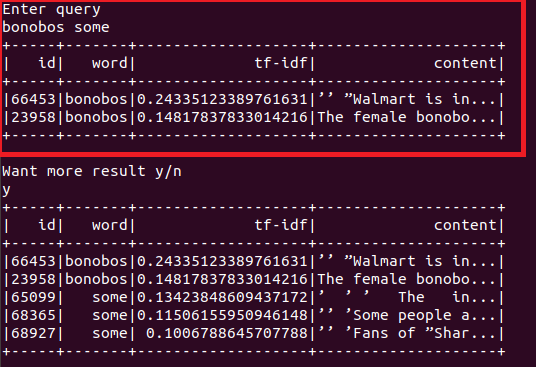 Enter query
bonobos some
+-----+-------+-------------------+--------------------+
|   id|   word|             tf-idf|             content|
+-----+-------+-------------------+--------------------+
|66453|bonobos|0.24335123389761631|’’ ”Walmart is in...|
|23958|bonobos|0.14817837833014216|The female bonobo...|
+-----+-------+-------------------+--------------------+
Want more result y/n
y
+-----+-------+-------------------+--------------------+
|   id|   word|             tf-idf|             content|
+-----+-------+-------------------+--------------------+
|66453|bonobos|0.24335123389761631|’’ ”Walmart is in...|
|23958|bonobos|0.14817837833014216|The female bonobo...|
|65099|   some|0.13423848609437172|’  ’ ’   The   in...|
|68365|   some|0.11506155950946148|’’ ’Some people a...|
|68927|   some| 0.1006788645707788|’’ ’Fans of ”Shar...|
+-----+-------+-------------------+--------------------+